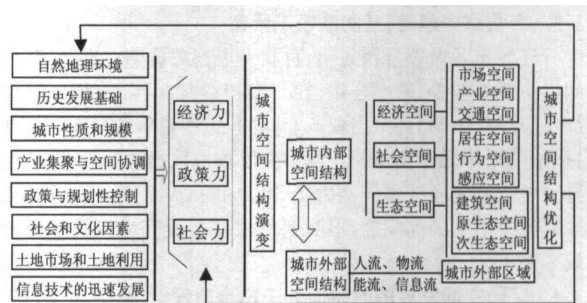 自然地理环境
历史发展基础
城市性质和规模
产业集聚与空间协调
政策与规划性控制
社会和文化因素
土地市场和土地利用
信息技术的迅速发展
经济力
政策力
社会力
城市空间结构演变
城市内部
空间结构
城市外部
空间结构
经济空间
社会空间
生态空间
市场空间
产业空间
交通空间
居住空间
行为空间
感应空间
建筑空间
原生态空间
次生态空间
人流、物流
能流、信息流
城市外部区域
城市空间结构优化